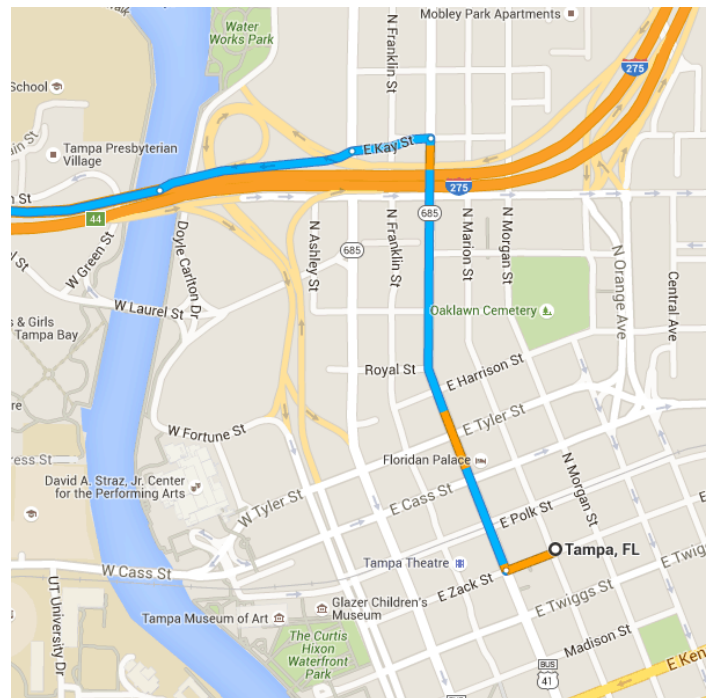 Mobley Park Apartments
Water
Works Park
N Franklin St
275
School
Tampa Presbyterian
Village
E Kay St
275
n St
44
685
N Ashley St
685
N Franklin St
N Marion St
N Morgan St
N Orange Ave
Central Ave
W Green St
Doyle Carlton Dr
W Laurel St
s & Girls
Tampa Bay
Oaklawn Cemetery
Royal St
E Harrison St
E Tyler St
W Fortune St
Floridan Palace
David A. Straz, Jr. Center
for the Performing Arts
W Tyler St
E Cass St
N Morgan St
E Polk St
Tampa, FL
W Cass St
Tampa Theatre
E Zack St
E Twiggs St
E Twiggs
UT University Dr
Tampa Museum of Art
Glazer Children's
Museum
The Curtis
Hixon
Waterfront
Park
Madison St
E Ken
BUS
41
BUS